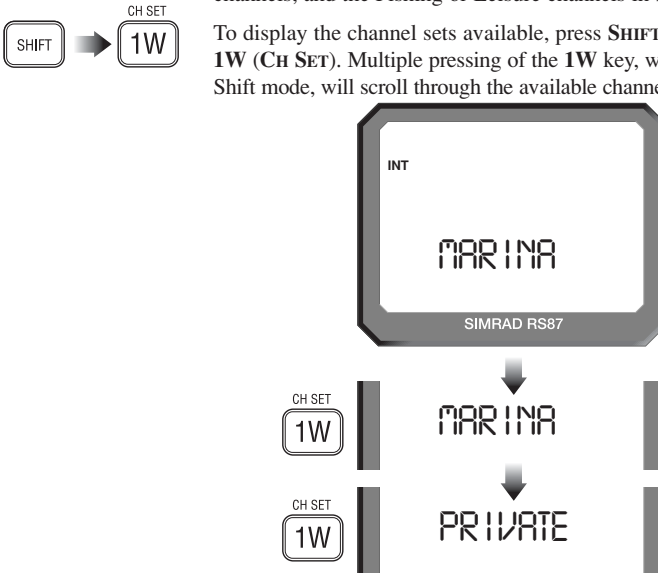 channels, and the Fishing or Leisure channels in
CH SET
SHIFT
1W
To display the channel sets available, press SHIFT
1W (CH SET). Multiple pressing of the 1W key, w
Shift mode, will scroll through the available channe
INT
MARINA
SIMRAD RS87
CH SET
1W
MARINA
CH SET
1W
PRIVATE